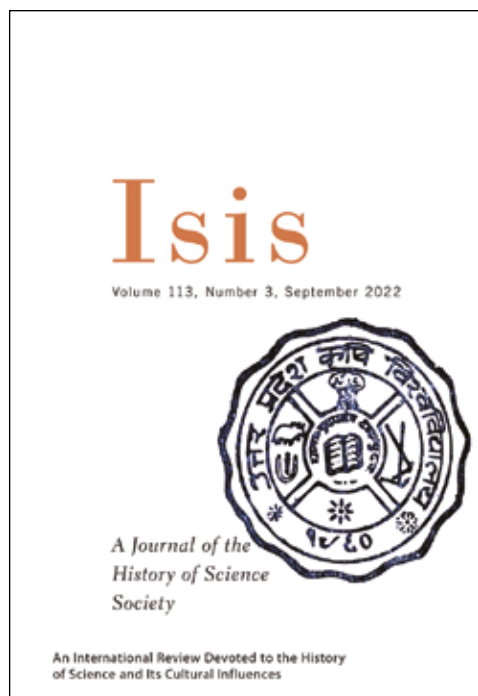 Isis
Volume 113, Number 3, September 2022
उत्तर प्रदेश कृषि विश्वविद्यालय
१९६०
A Journal of the
History of Science
Society
An International Review Devoted to the History
of Science and Its Cultural Influences